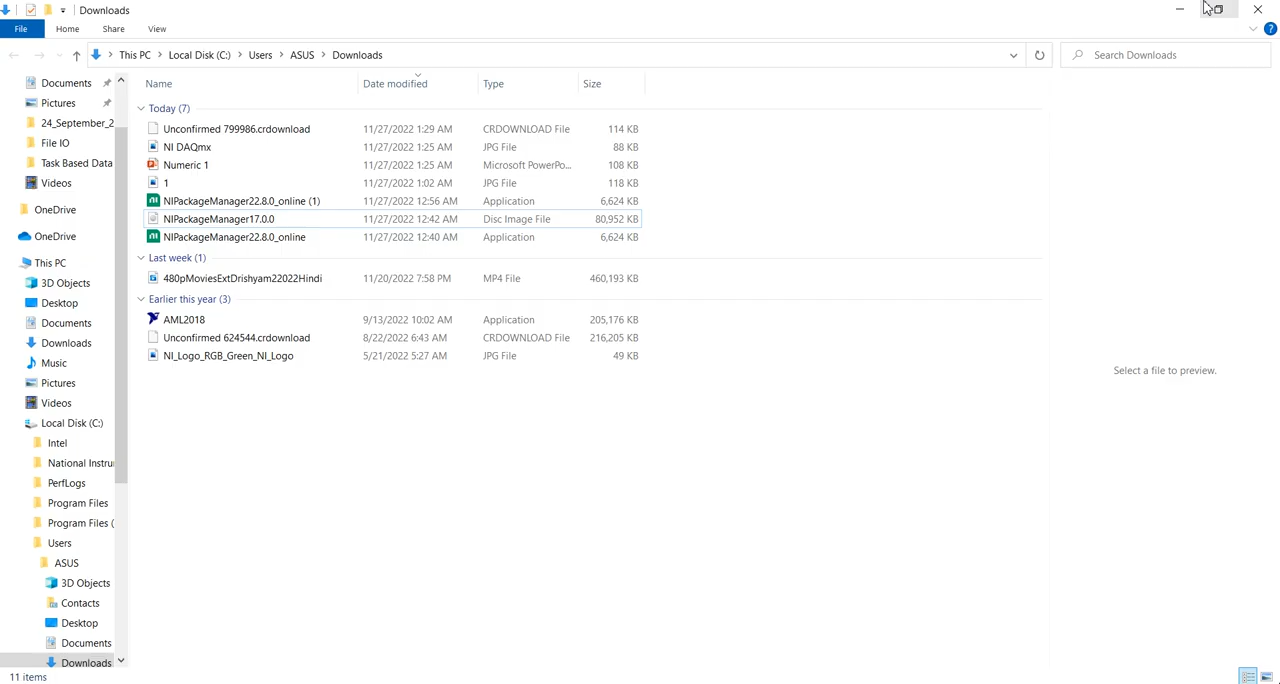 Downloads
File Home Share View
This PC Local Disk (C:) Users ASUS Downloads
Search Downloads
Documents
Pictures
24_September_2
File IO
Task Based Data
Videos
OneDrive
OneDrive
This PC
3D Objects
Desktop
Documents
Downloads
Music
Pictures
Videos
Local Disk (C:)
Intel
National Instru
PerfLogs
Program Files
Program Files (
Users
ASUS
3D Objects
Contacts
Desktop
Documents
Downloads
Name Date modified Type Size
Today (7)
Unconfirmed 799986.crdownload 11/27/2022 1:29 AM CRDOWNLOAD File 114 KB
NI DAQmx 11/27/2022 1:25 AM JPG File 88 KB
Numeric 1 11/27/2022 1:25 AM Microsoft PowerPo... 108 KB
1 11/27/2022 1:02 AM JPG File 118 KB
NIPackageManager22.8.0_online (1) 11/27/2022 12:56 AM Application 6,624 KB
NIPackageManager17.0.0 11/27/2022 12:42 AM Disc Image File 80,952 KB
NIPackageManager22.8.0_online 11/27/2022 12:40 AM Application 6,624 KB
Last week (1)
480pMoviesExtDrishyam22022Hindi 11/20/2022 7:58 PM MP4 File 460,193 KB
Earlier this year (3)
AML2018 9/13/2022 10:02 AM Application 205,176 KB
Unconfirmed 624544.crdownload 8/22/2022 6:43 AM CRDOWNLOAD File 216,205 KB
NI_Logo_RGB_Green_NI_Logo 5/21/2022 5:27 AM JPG File 49 KB
Select a file to preview.
11 items